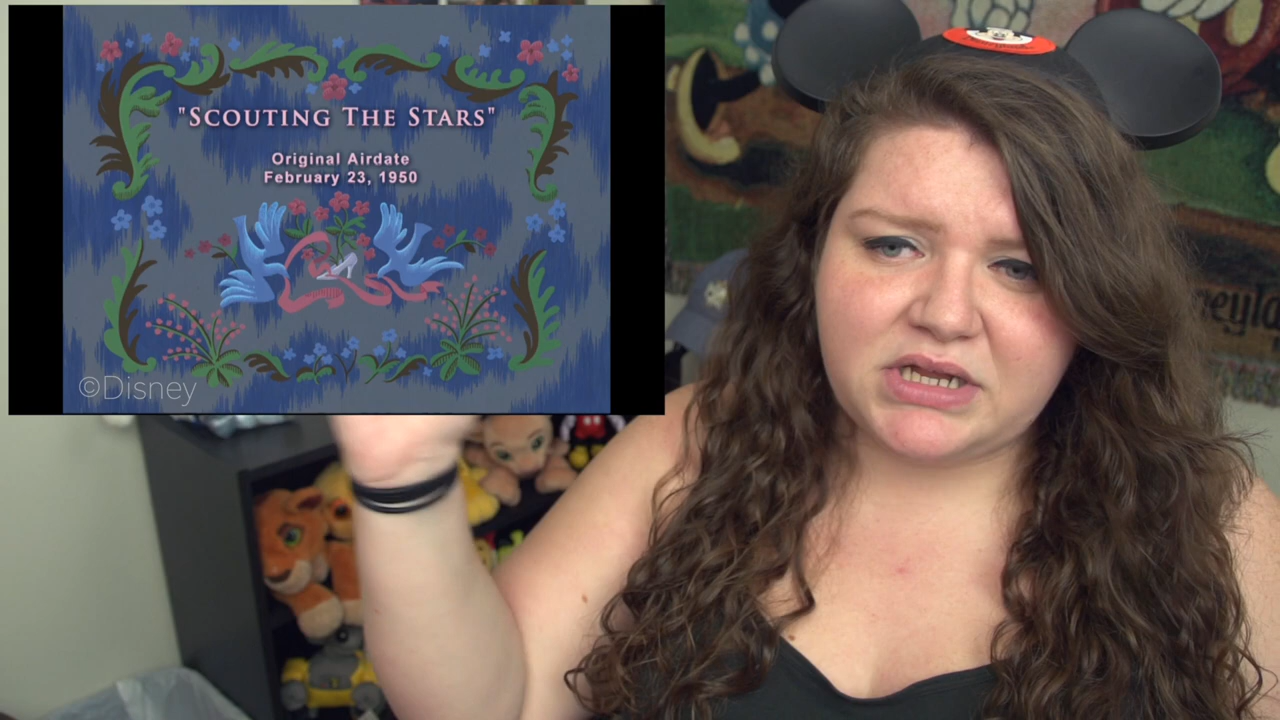 "SCOUTING THE STARS"
Original Airdate
February 23, 1950
©Disney